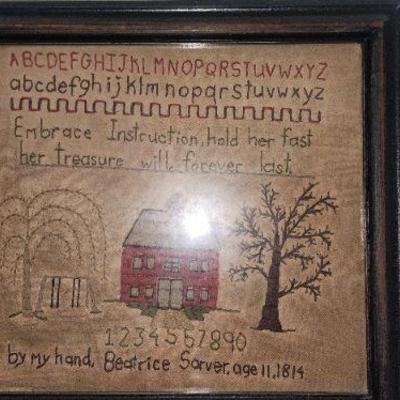 ABCDEFGHIJKLMNOPQRSTUVWXYZ
abcdefghijklmnopqrstuvwxyz
Embrace Instruction, hold her fast
her treasure will forever last.
1234567890
by my hand, Beatrice Sarver, age 11, 1814